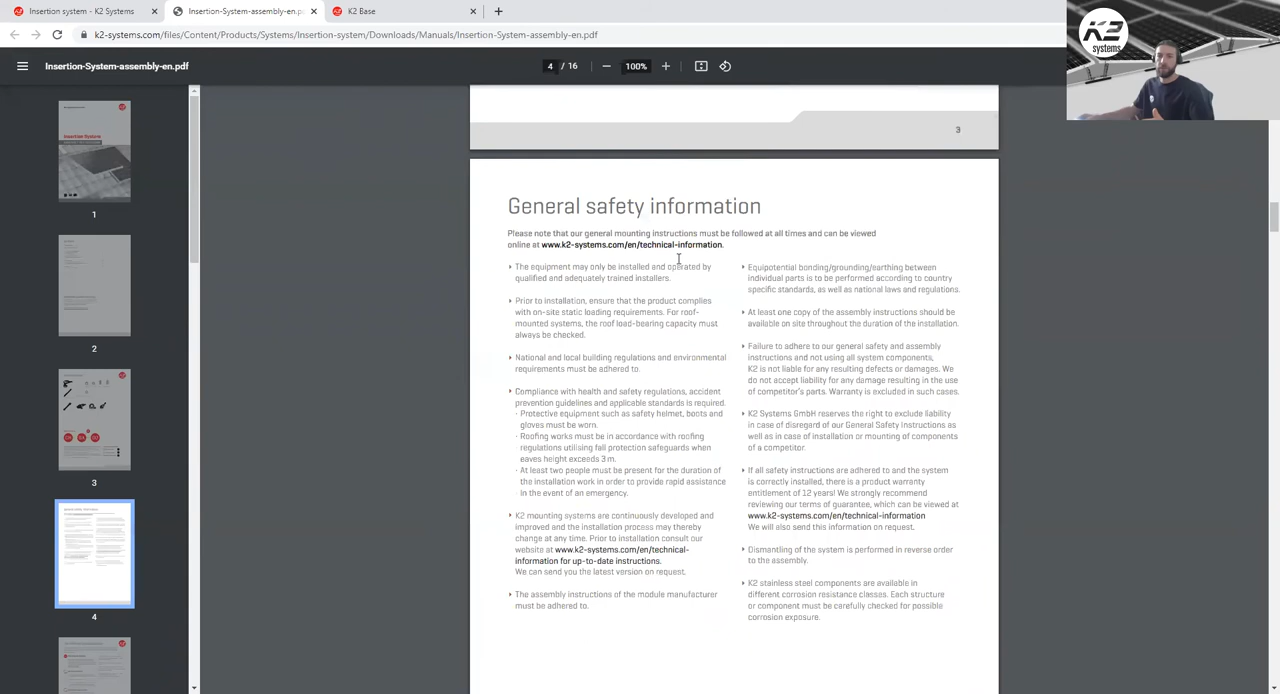 Insertion system - K2 Systems
Insertion-System-assembly-en.p
K2 Base
k2-systems.com/files/Content/Products/Systems/Insertion-system/Downloads/Manuals/Insertion-System-assembly-en.pdf
Insertion-System-assembly-en.pdf
4 / 16
100%
K2
systems
1
2
3
4
3
General safety information
Please note that our general mounting instructions must be followed at all times and can be viewed
online at www.k2-systems.com/en/technical-information.
The equipment may only be installed and operated by
qualified and adequately trained installers.
Prior to installation, ensure that the product complies
with on-site static loading requirements. For roof-
mounted systems, the roof load-bearing capacity must
always be checked.
National and local building regulations and environmental
requirements must be adhered to.
Compliance with health and safety regulations, accident
prevention guidelines and applicable standards is required.
· Protective equipment such as safety helmet, boots and
gloves must be worn.
· Roofing works must be in accordance with roofing
regulations utilising fall protection safeguards when
eaves height exceeds 3 m.
· At least two people must be present for the duration of
the installation work in order to provide rapid assistance
in the event of an emergency.
K2 mounting systems are continuously developed and
improved and the installation process may thereby
change at any time. Prior to installation consult our
website at www.k2-systems.com/en/technical-
information for up-to-date instructions.
We can send you the latest version on request.
The assembly instructions of the module manufacturer
must be adhered to.
Equipotential bonding/grounding/earthing between
individual parts is to be performed according to country
specific standards, as well as national laws and regulations.
At least one copy of the assembly instructions should be
available on site throughout the duration of the installation.
Failure to adhere to our general safety and assembly
instructions and not using all system components,
K2 is not liable for any resulting defects or damages. We
do not accept liability for any damage resulting in the use
of competitor's parts. Warranty is excluded in such cases.
K2 Systems GmbH reserves the right to exclude liability
in case of disregard of our General Safety Instructions as
well as in case of installation or mounting of components
of a competitor.
If all safety instructions are adhered to and the system
is correctly installed, there is a product warranty
entitlement of 12 years! We strongly recommend
reviewing our terms of guarantee, which can be viewed at
www.k2-systems.com/en/technical-information
We will also send this information on request.
Dismantling of the system is performed in reverse order
to the assembly.
K2 stainless steel components are available in
different corrosion resistance classes. Each structure
or component must be carefully checked for possible
corrosion exposure.